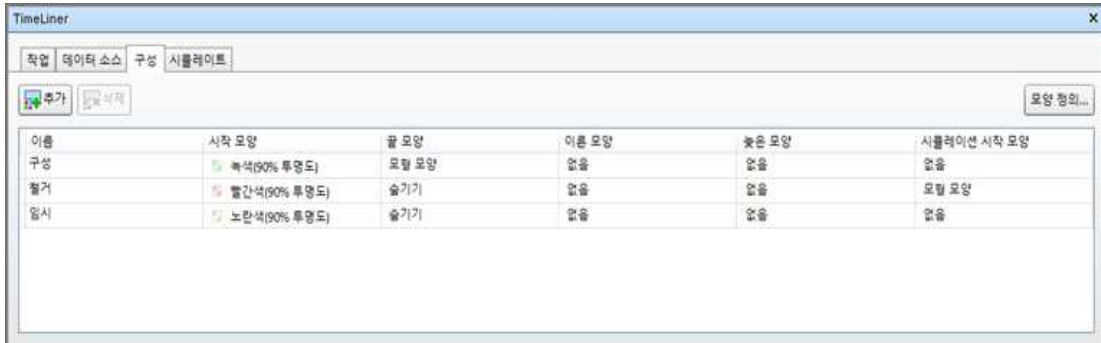 TimeLiner
작업 데이터 소스 구성 시뮬레이트
추가 삭제 모양 정의...
이름 시작 모양 끝 모양 이른 모양 늦은 모양 시뮬레이션 시작 모양
구성 녹색(90% 투명도) 모형 모양 없음 없음 없음
철거 빨간색(90% 투명도) 숨기기 없음 없음 모형 모양
임시 노란색(90% 투명도) 숨기기 없음 없음 없음